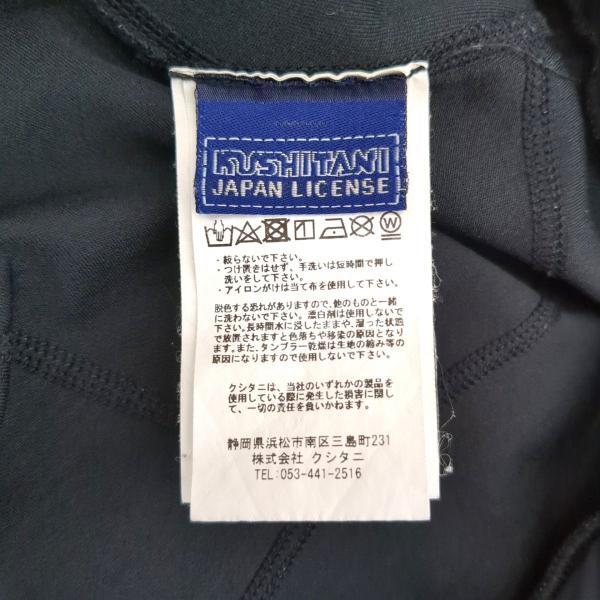 KUSHITANI
JAPAN LICENSE
・絞らないで下さい。
・つけ置きはせず、手洗いは短時間で押し
洗いをして下さい。
・アイロンがけは当て布を使用して下さい。
脱色する恐れがありますので、他のものと一緒
に洗わないで下さい。漂白剤は使用しないで
下さい。長時間水に浸したままや、湿った状態
で放置されますと色落ちや移染の原因となり
ます。また、タンブラー乾燥は生地の縮み等の
原因になりますので使用しないで下さい。
クシタニは、当社のいずれかの製品を
使用している際に発生した損害に関し
て、一切の責任を負いかねます。
静岡県浜松市南区三島町231
株式会社 クシタニ
TEL:053-441-2516